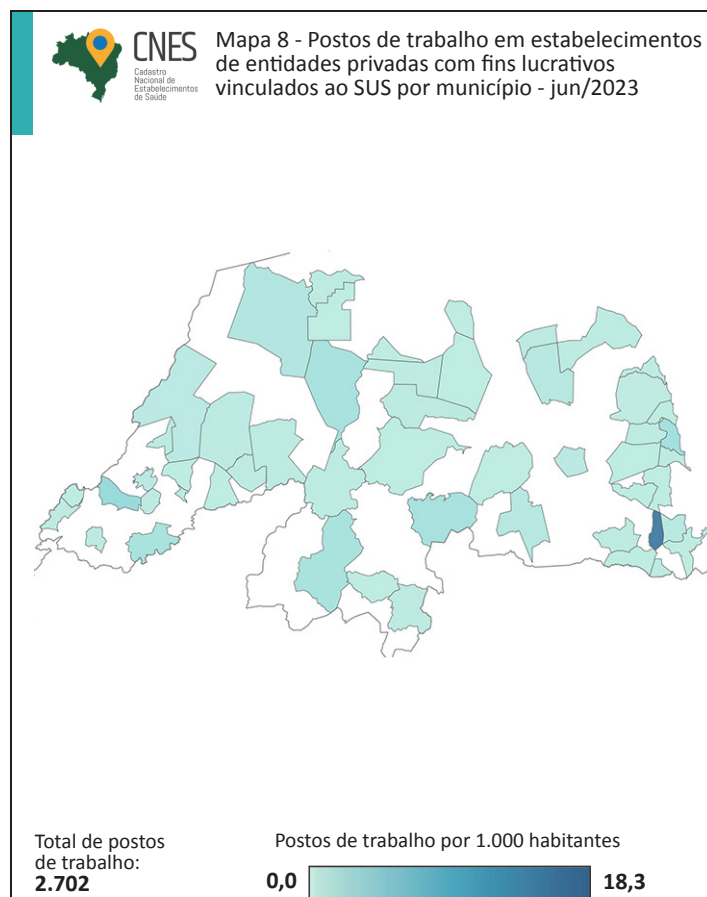 CNES
Cadastro
Nacional de
Estabelecimentos
de Saúde
Mapa 8 - Postos de trabalho em estabelecimentos
de entidades privadas com fins lucrativos
vinculados ao SUS por município - jun/2023
Total de postos
de trabalho:
2.702
Postos de trabalho por 1.000 habitantes
0,0
18,3